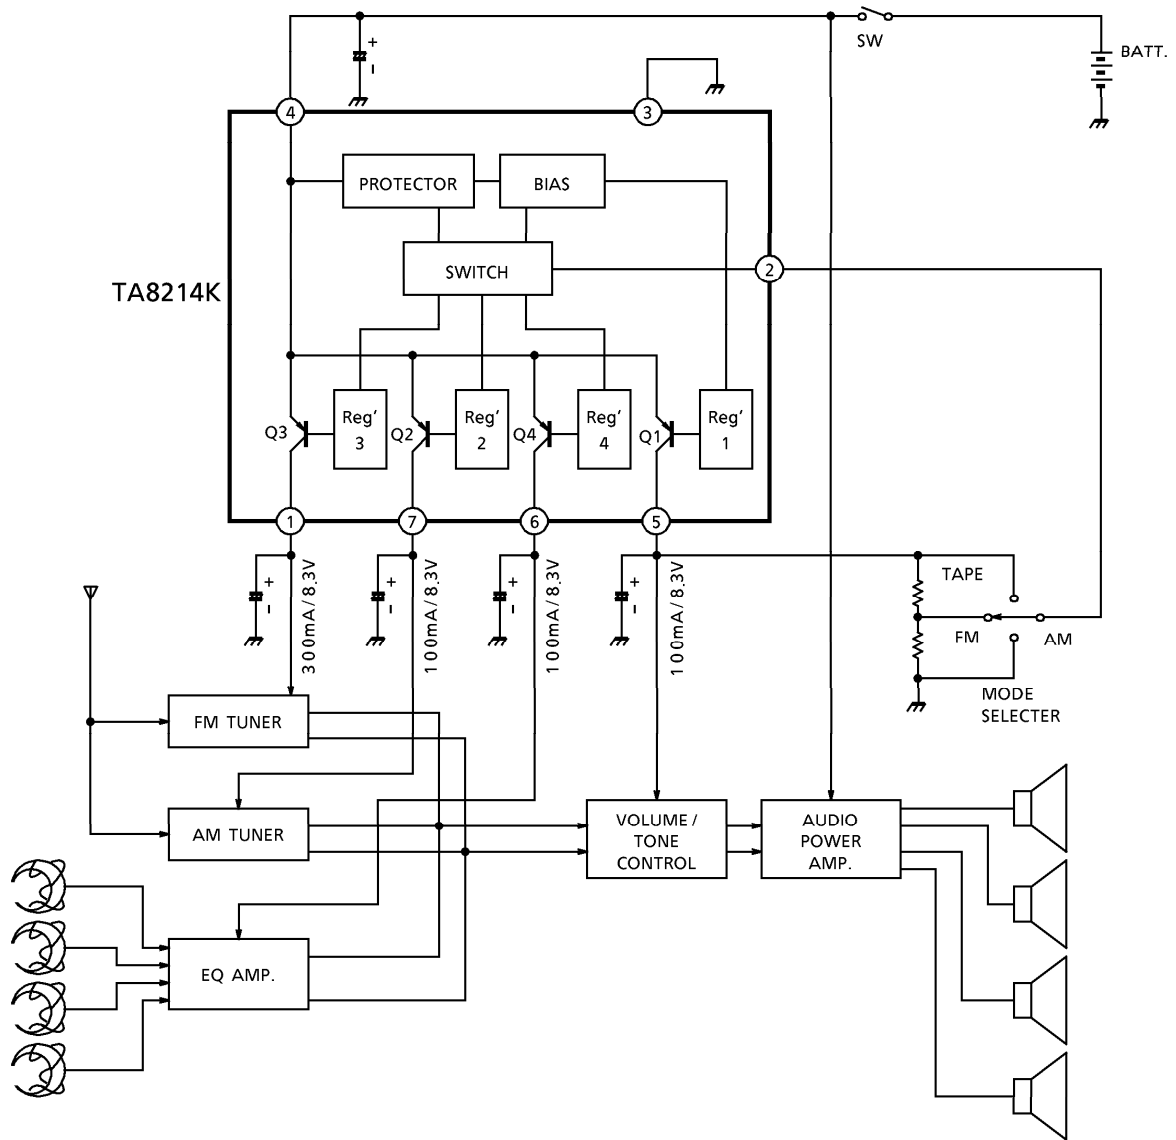 SW
BATT.
+
-
4
3
PROTECTOR
BIAS
SWITCH
2
TA8214K
Q3
Reg'
3
Q2
Reg'
2
Q4
Reg'
4
Q1
Reg'
1
1
7
6
5
+
-
300mA/8.3V
+
-
100mA/8.3V
+
-
100mA/8.3V
+
-
100mA/8.3V
TAPE
FM
AM
MODE
SELECTER
FM TUNER
AM TUNER
VOLUME /
TONE
CONTROL
AUDIO
POWER
AMP.
EQ AMP.